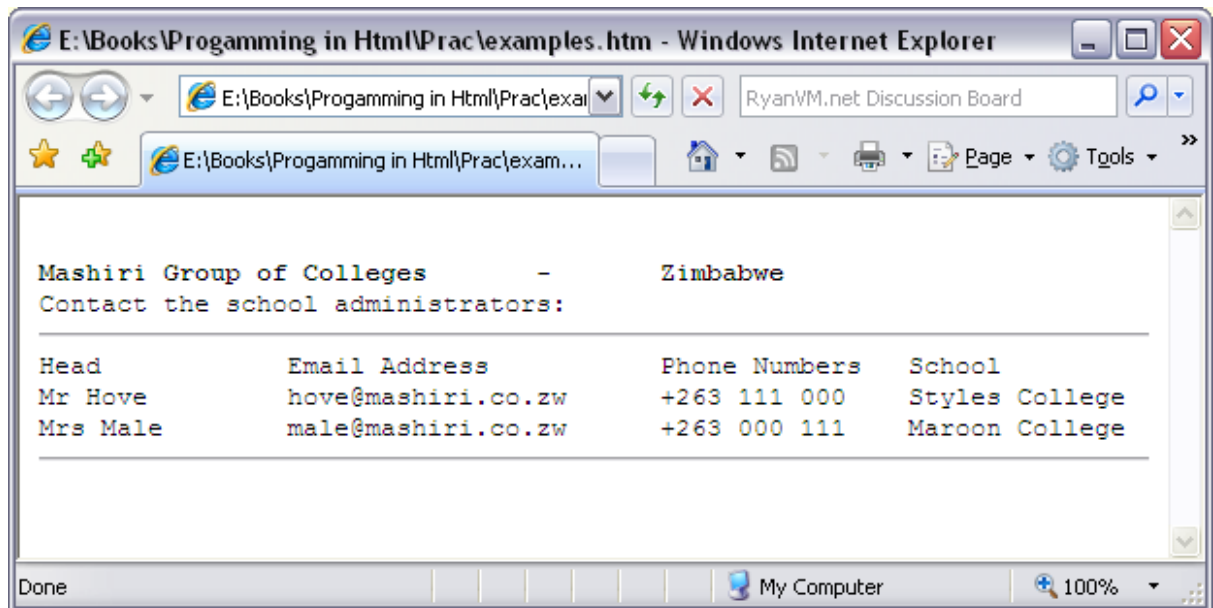 E:\Books\Progamming in Html\Prac\examples.htm - Windows Internet Explorer
E:\Books\Progamming in Html\Prac\exai
RyanVM.net Discussion Board
E:\Books\Progamming in Html\Prac\exam...
Page
Tools
»
Mashiri Group of Colleges - Zimbabwe
Contact the school administrators:
Head Email Address Phone Numbers School
Mr Hove hove@mashiri.co.zw +263 111 000 Styles College
Mrs Male male@mashiri.co.zw +263 000 111 Maroon College
Done My Computer 100%